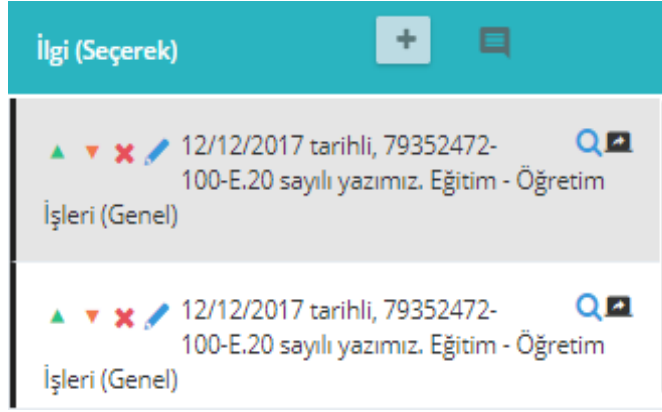 İlgi (Seçerek)
12/12/2017 tarihli, 79352472-
100-E.20 sayılı yazımız. Eğitim - Öğretim
İşleri (Genel)
12/12/2017 tarihli, 79352472-
100-E.20 sayılı yazımız. Eğitim - Öğretim
İşleri (Genel)